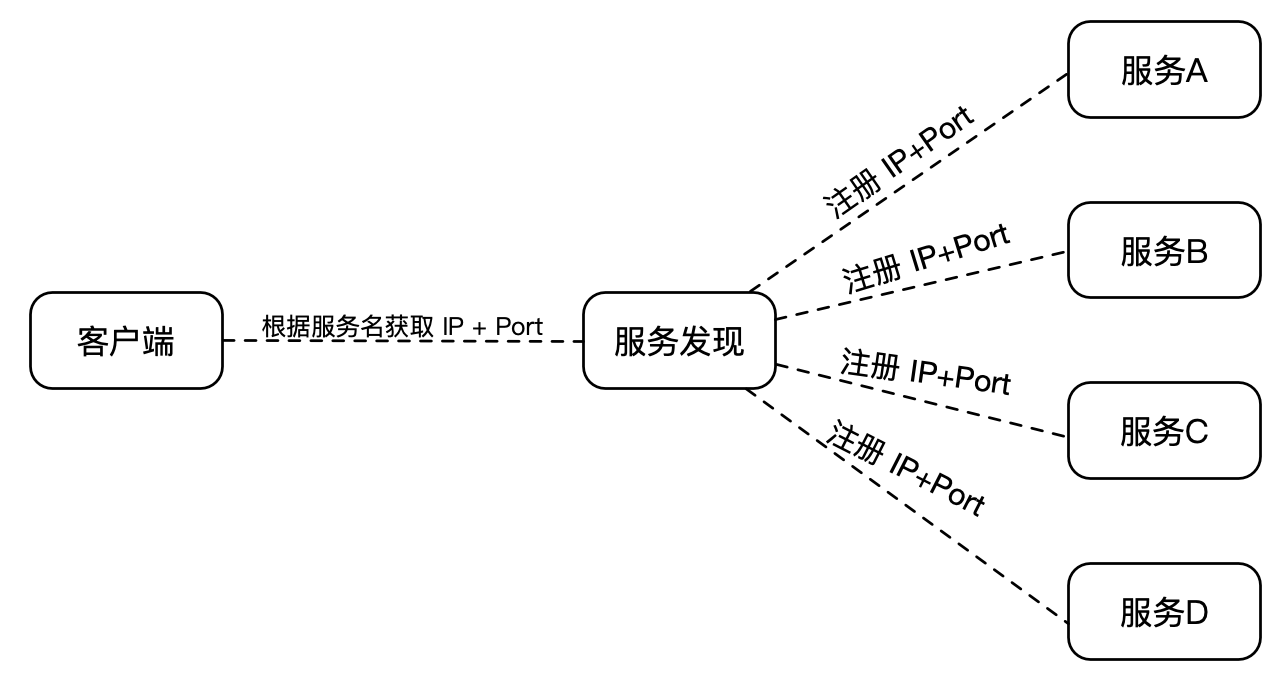 服务A
注册 IP+Port
服务B
注册 IP+Port
客户端
根据服务名获取 IP + Port
服务发现
注册 IP+Port
服务C
注册 IP+Port
服务D